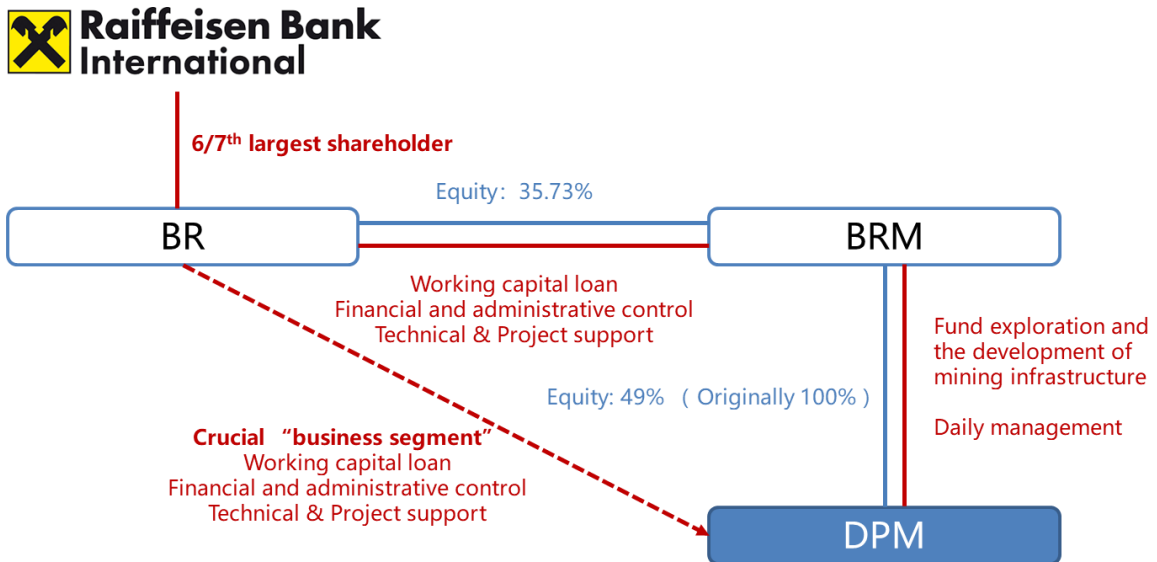 Raiffeisen Bank
International
6/7th largest shareholder
Equity: 35.73%
BR
BRM
Working capital loan
Financial and administrative control
Technical & Project support
Fund exploration and
the development of
mining infrastructure
Equity: 49% ( Originally 100% )
Daily management
Crucial “business segment”
Working capital loan
Financial and administrative control
Technical & Project support
DPM